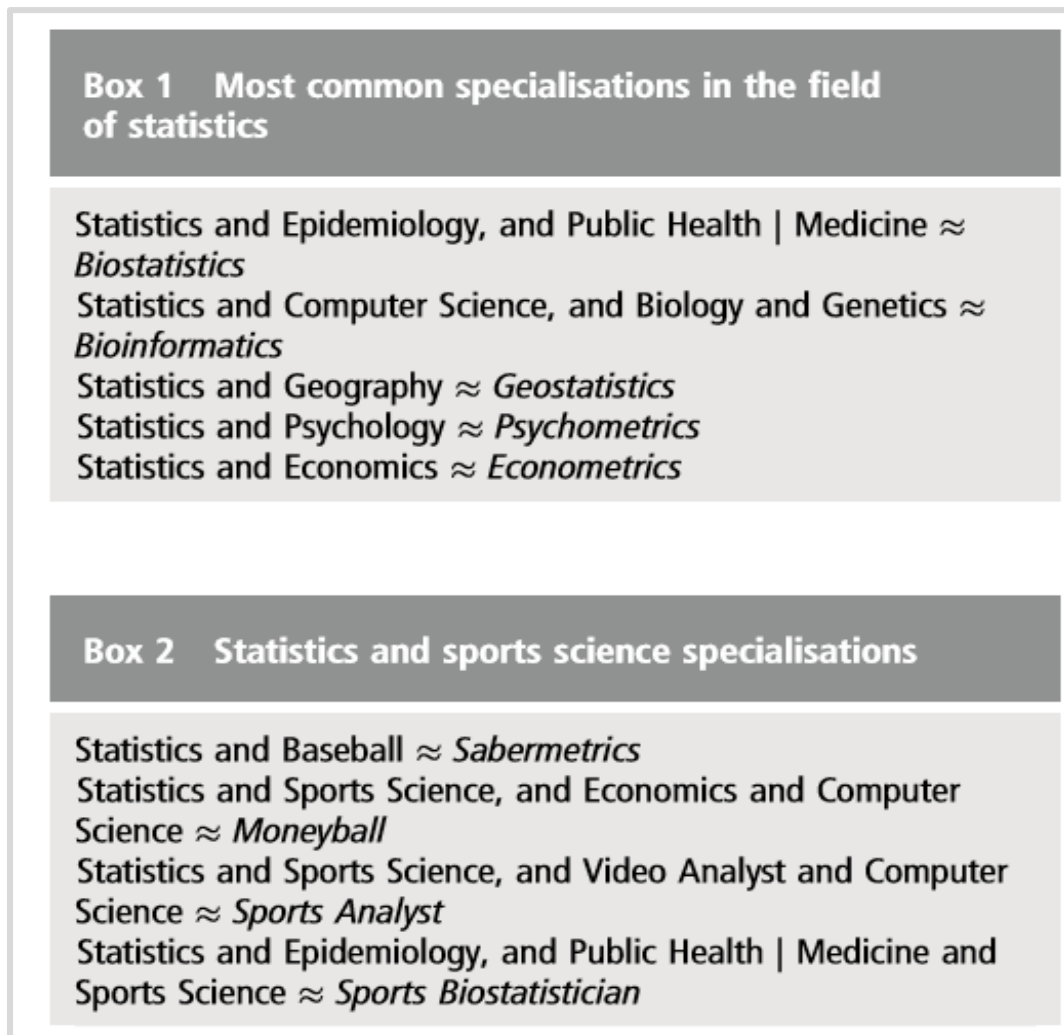 Box 1 Most common specialisations in the field
of statistics
Statistics and Epidemiology, and Public Health | Medicine ≈
Biostatistics
Statistics and Computer Science, and Biology and Genetics ≈
Bioinformatics
Statistics and Geography ≈ Geostatistics
Statistics and Psychology ≈ Psychometrics
Statistics and Economics ≈ Econometrics
Box 2 Statistics and sports science specialisations
Statistics and Baseball ≈ Sabermetrics
Statistics and Sports Science, and Economics and Computer
Science ≈ Moneyball
Statistics and Sports Science, and Video Analyst and Computer
Science ≈ Sports Analyst
Statistics and Epidemiology, and Public Health | Medicine and
Sports Science ≈ Sports Biostatistician